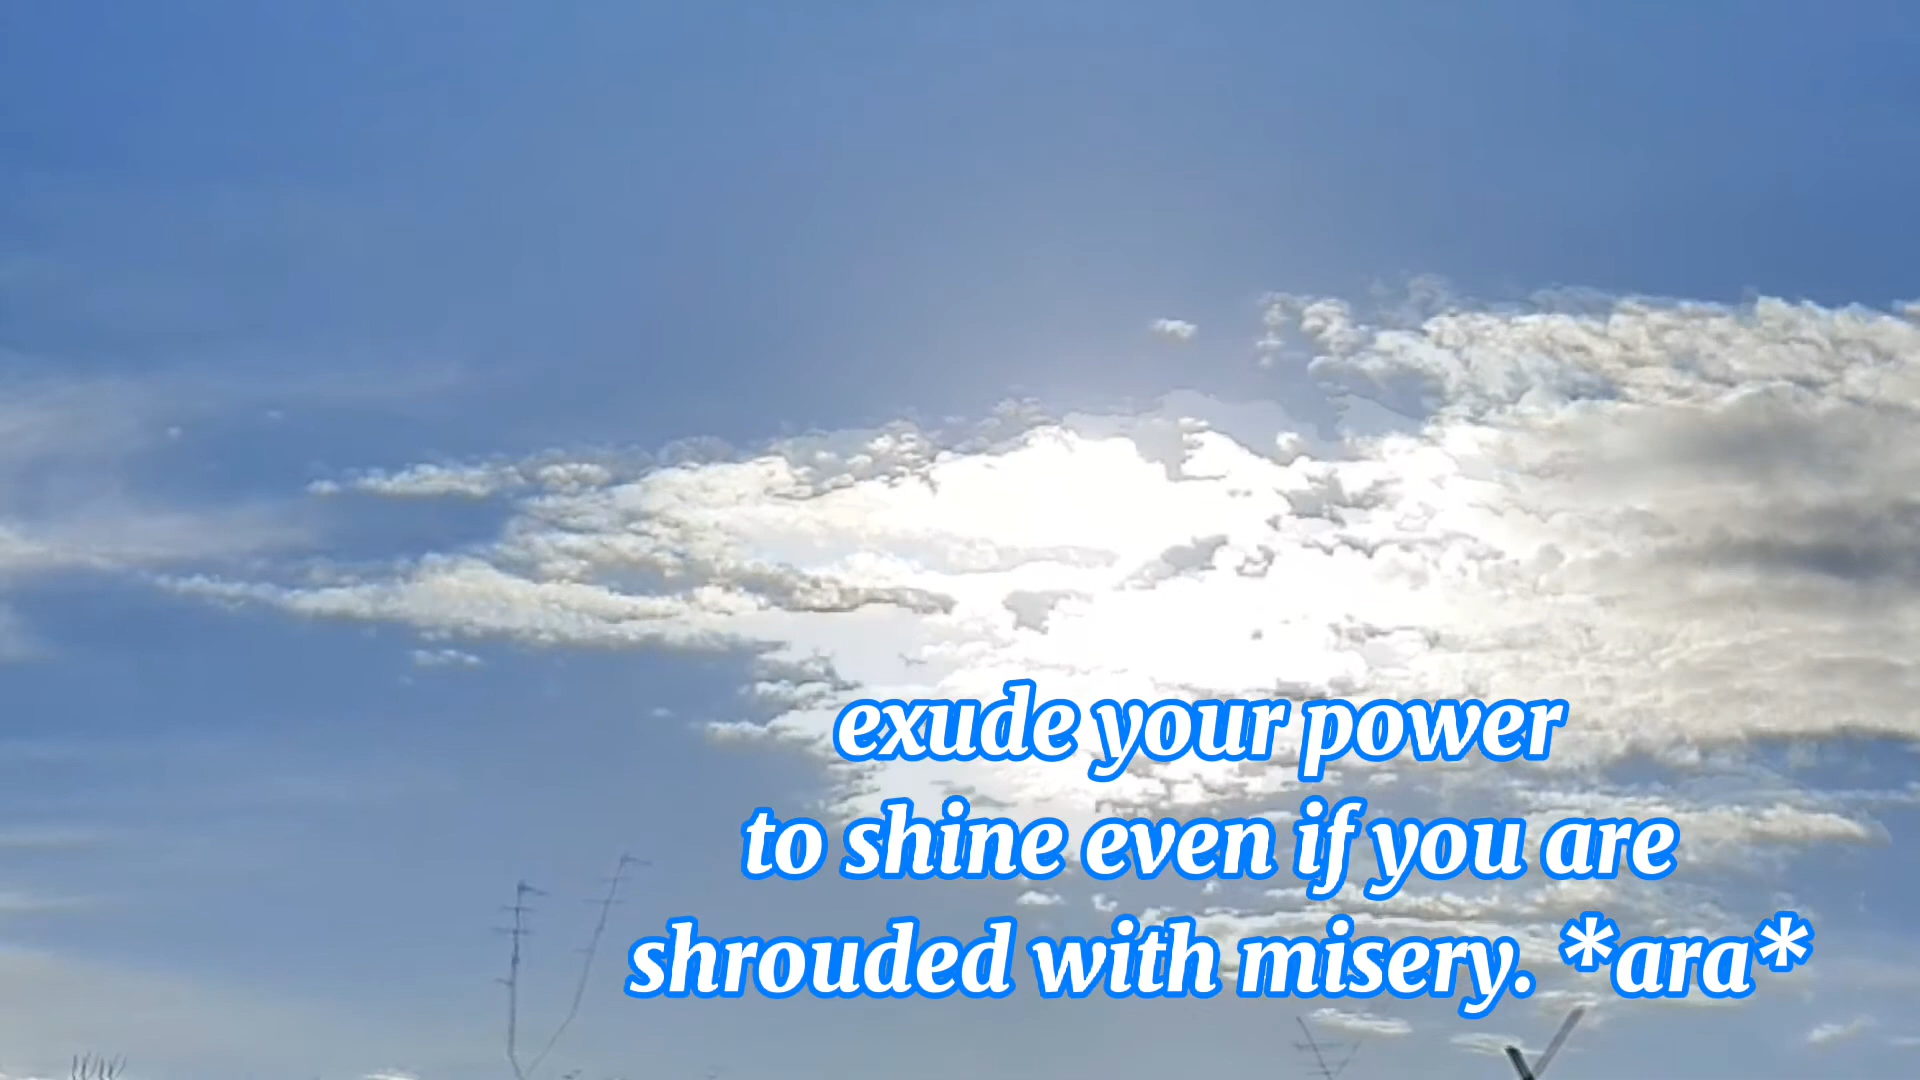 exude your power
to shine even if you are
shrouded with misery. *ara*